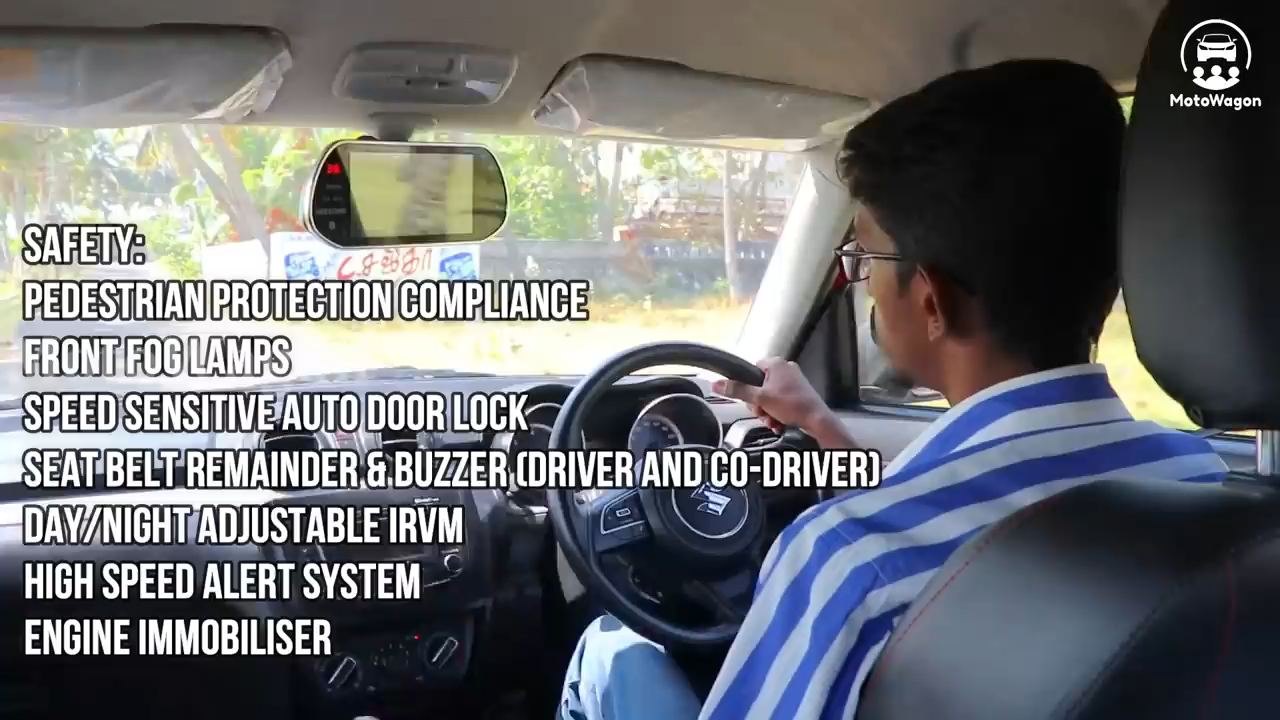 MotoWagon
SAFETY:
PEDESTRIAN PROTECTION COMPLIANCE
FRONT FOG LAMPS
SPEED SENSITIVE AUTO DOOR LOCK
SEAT BELT REMAINDER & BUZZER (DRIVER AND CO-DRIVER)
DAY/NIGHT ADJUSTABLE IRVM
HIGH SPEED ALERT SYSTEM
ENGINE IMMOBILISER